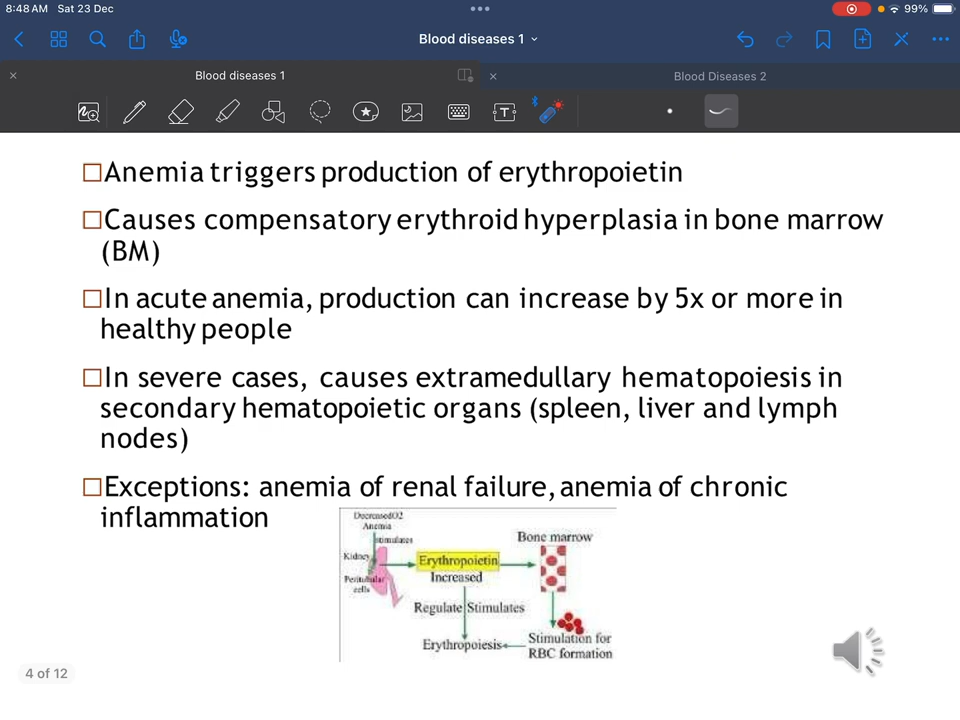 8:48 AM Sat 23 Dec
99%
Blood diseases 1
Blood diseases 1
Blood Diseases 2
T
Anemia triggers production of erythropoietin
Causes compensatory erythroid hyperplasia in bone marrow
(BM)
In acute anemia, production can increase by 5x or more in
healthy people
In severe cases, causes extramedullary hematopoiesis in
secondary hematopoietic organs (spleen, liver and lymph
nodes)
Exceptions: anemia of renal failure, anemia of chronic
inflammation
DecreasedO2
Anemia
stimulates
Kidney
Peritubular
cells
Erythropoietin
Increased
Bone marrow
Regulate Stimulates
Erythropoiesis
Stimulation for
RBC formation
4 of 12